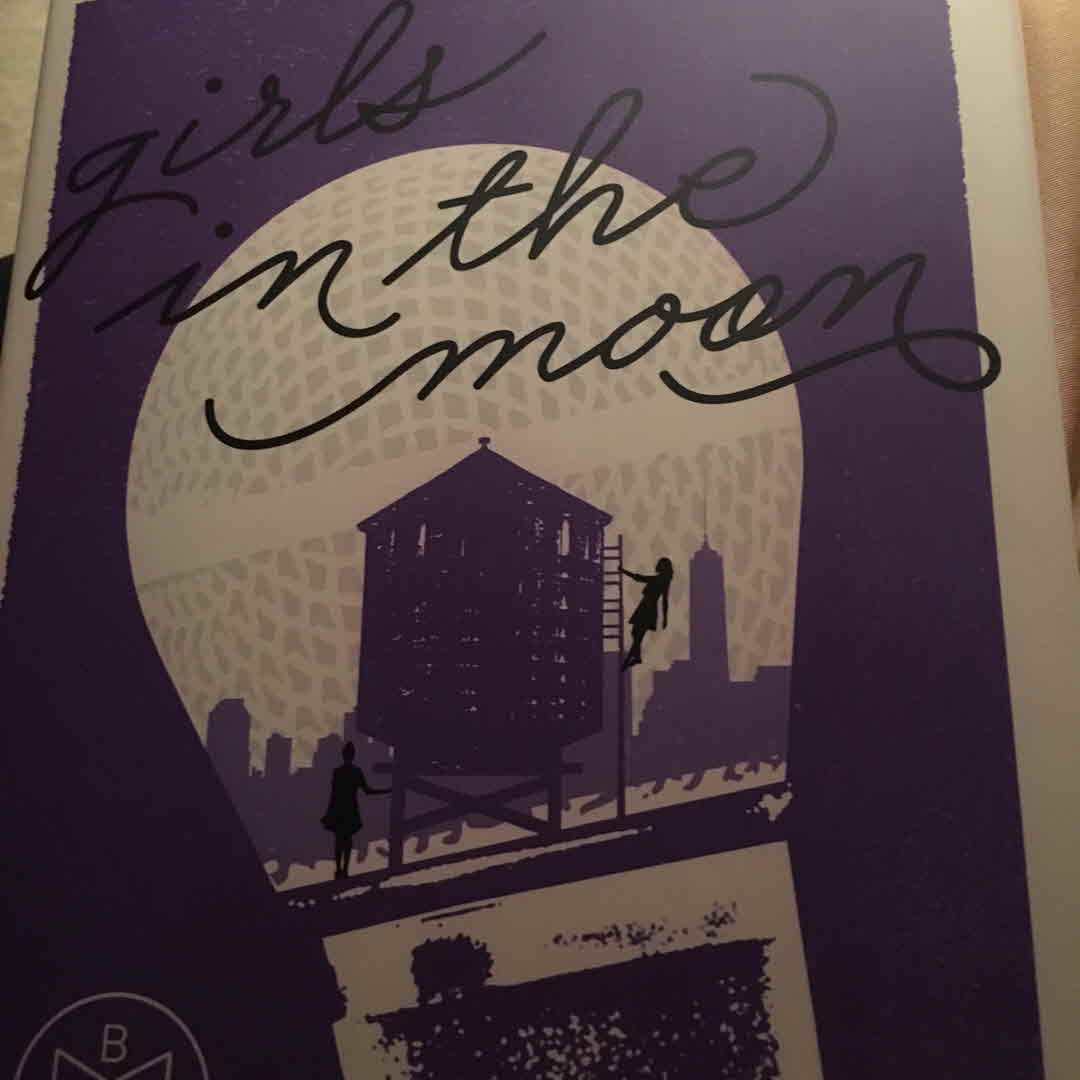 girls
in the
moon
B